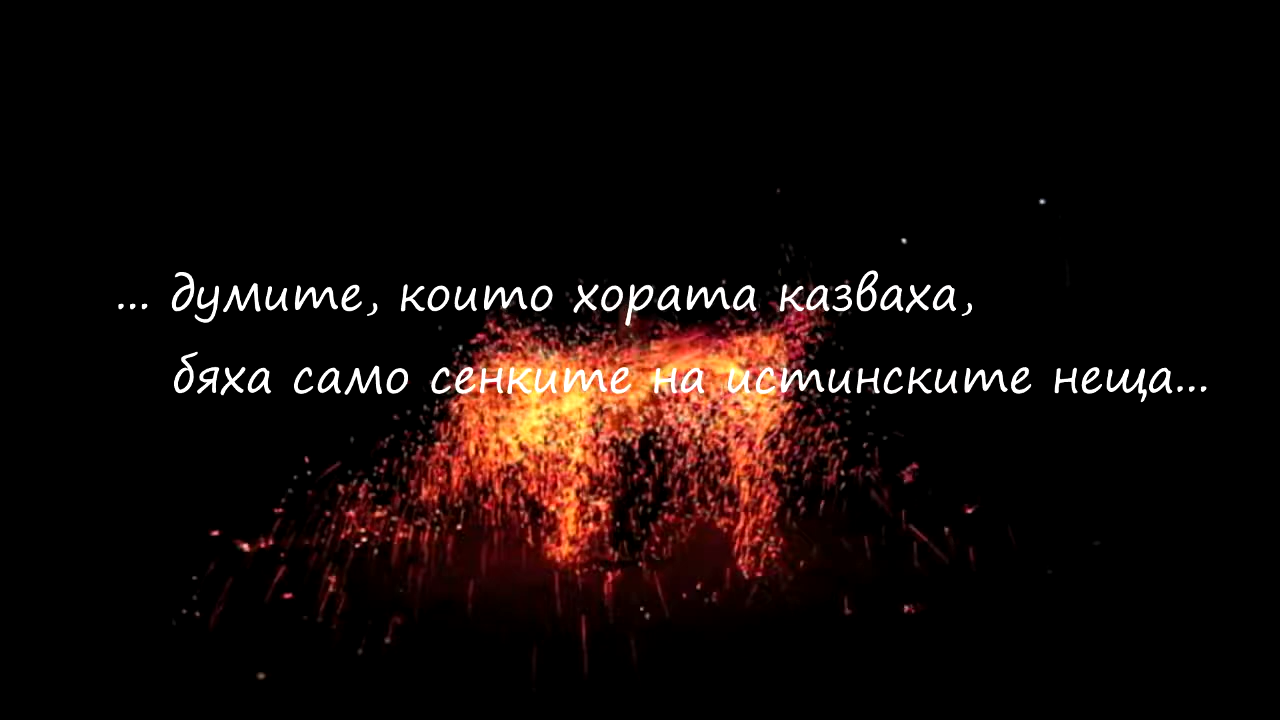 ... думите, които хората казваха,
бяха само сенките на истинските неща...